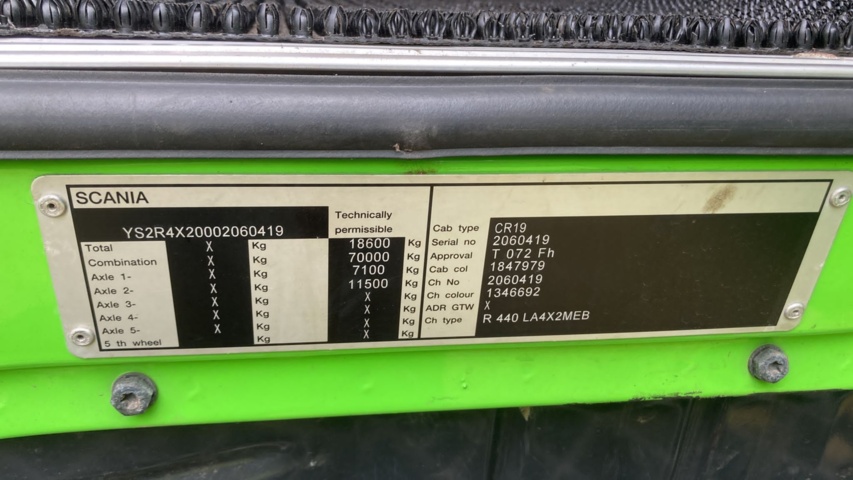 SCANIA
YS2R4X20002060419
Technically
permissible
Total X Kg 18600 Kg
Combination X Kg 70000 Kg
Axle 1- X Kg 7100 Kg
Axle 2- X Kg 11500 Kg
Axle 3- X Kg X Kg
Axle 4- X Kg X Kg
Axle 5- X Kg X Kg
5 th wheel Kg X Kg
Cab type CR19
Serial no 2060419
Approval T 072 Fh
Cab col 1847979
Ch No 2060419
Ch colour 1346692
ADR GTW X
Ch type R 440 LA4X2MEB